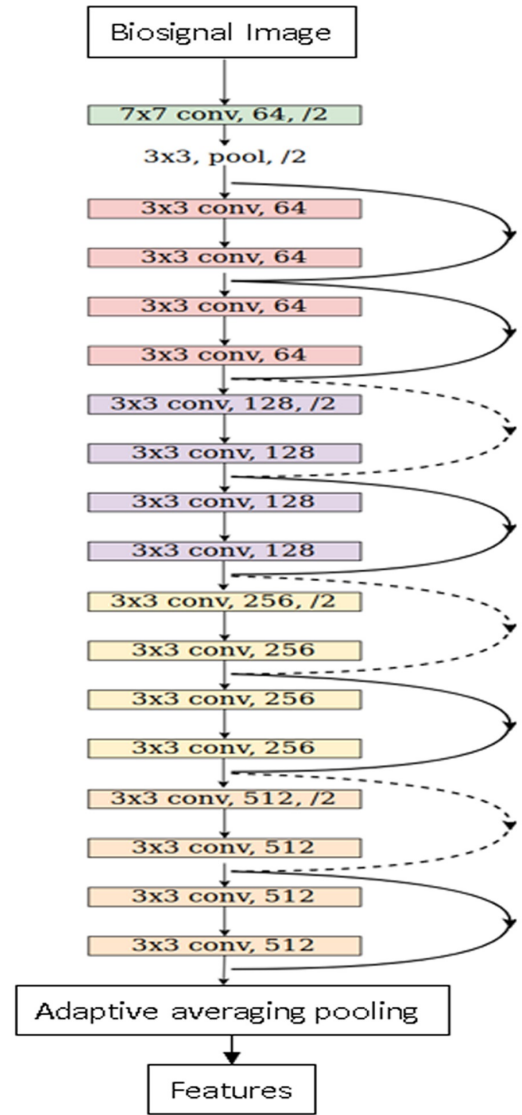 Biosignal Image
7x7 conv, 64, /2
3x3, pool, /2
3x3 conv, 64
3x3 conv, 64
3x3 conv, 64
3x3 conv, 64
3x3 conv, 128, /2
3x3 conv, 128
3x3 conv, 128
3x3 conv, 128
3x3 conv, 256, /2
3x3 conv, 256
3x3 conv, 256
3x3 conv, 256
3x3 conv, 512, /2
3x3 conv, 512
3x3 conv, 512
3x3 conv, 512
Adaptive averaging pooling
Features